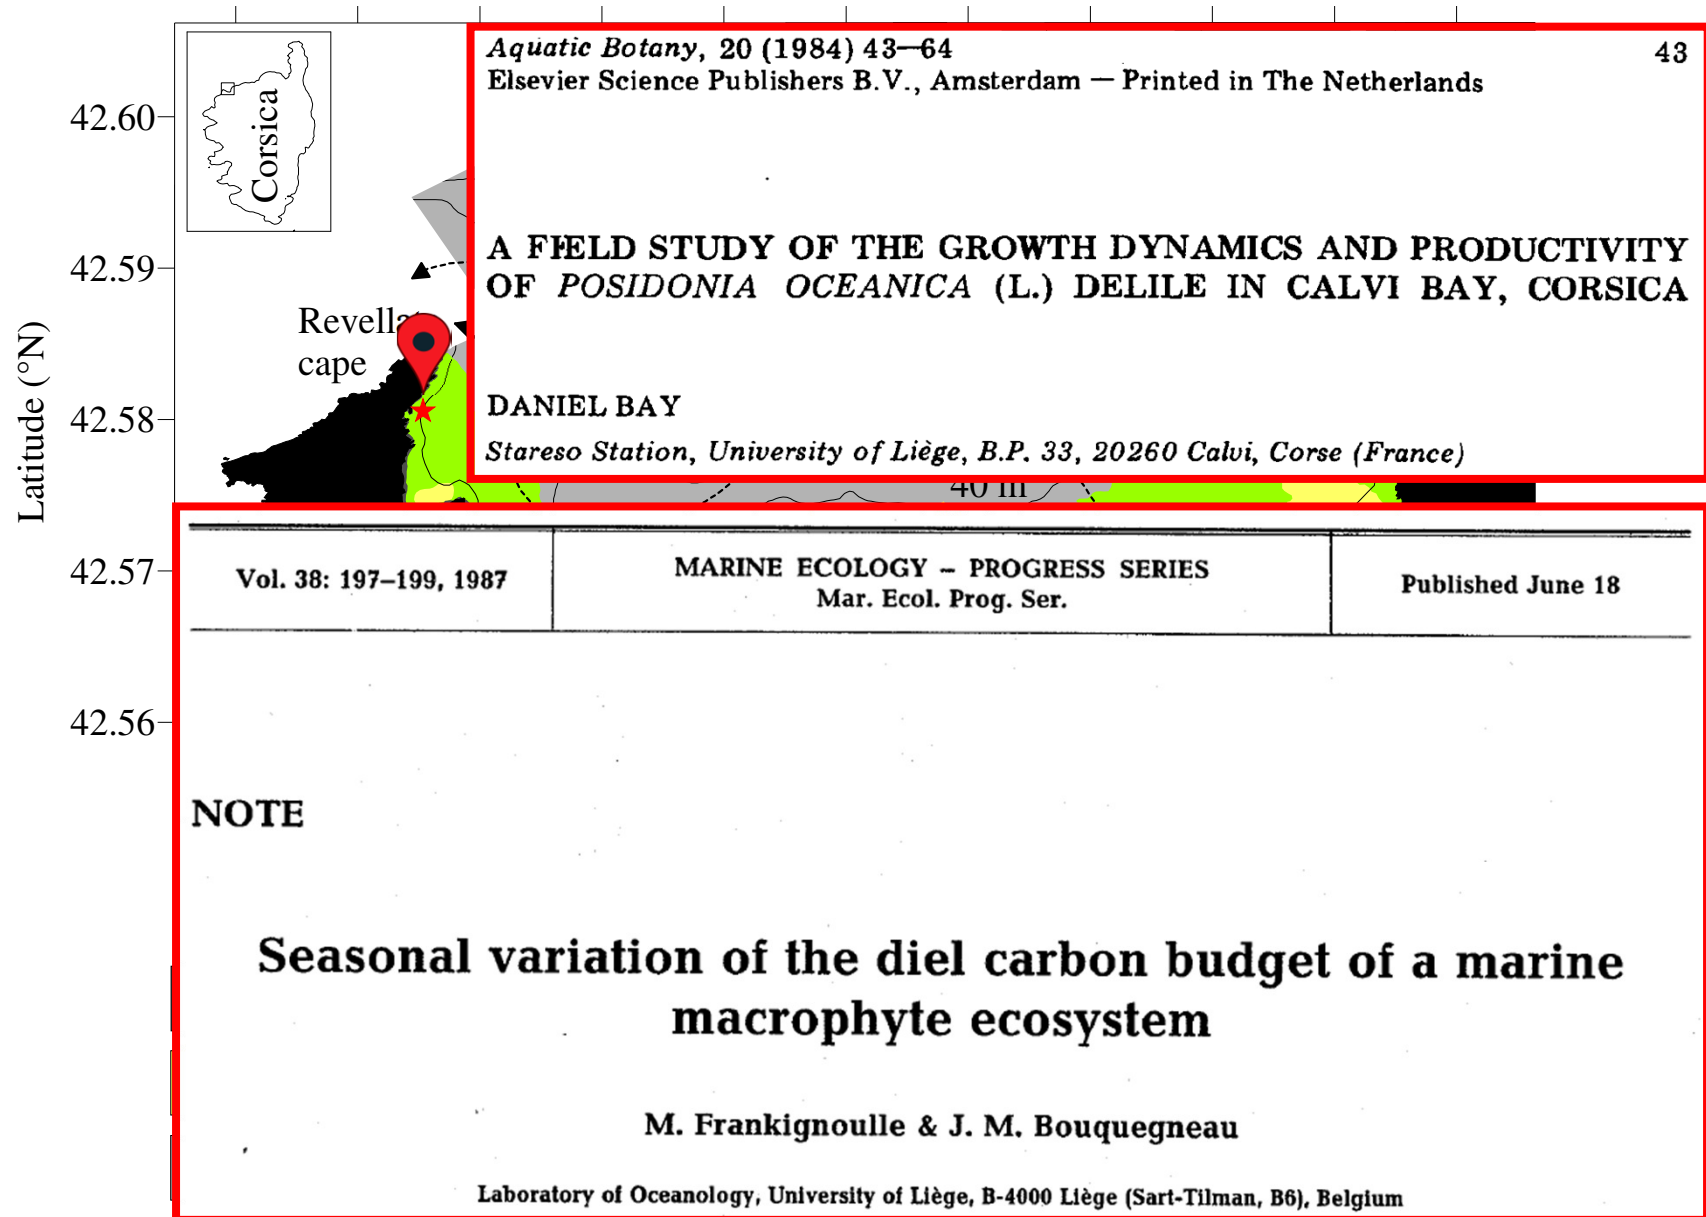 Aquatic Botany, 20 (1984) 43—64
43
Elsevier Science Publishers B.V., Amsterdam — Printed in The Netherlands
A FIELD STUDY OF THE GROWTH DYNAMICS AND PRODUCTIVITY
OF POSIDONIA OCEANICA (L.) DELILE IN CALVI BAY, CORSICA
DANIEL BAY
Stareso Station, University of Liège, B.P. 33, 20260 Calvi, Corse (France)
Corsica
Latitude (°N)
42.60
42.59
42.58
42.57
42.56
cape
40 m
Vol. 38: 197–199, 1987
MARINE ECOLOGY – PROGRESS SERIES
Mar. Ecol. Prog. Ser.
Published June 18
NOTE
Seasonal variation of the diel carbon budget of a marine
macrophyte ecosystem
M. Frankignoulle & J. M. Bouquegneau
Laboratory of Oceanology, University of Liège, B-4000 Liège (Sart-Tilman, B6), Belgium